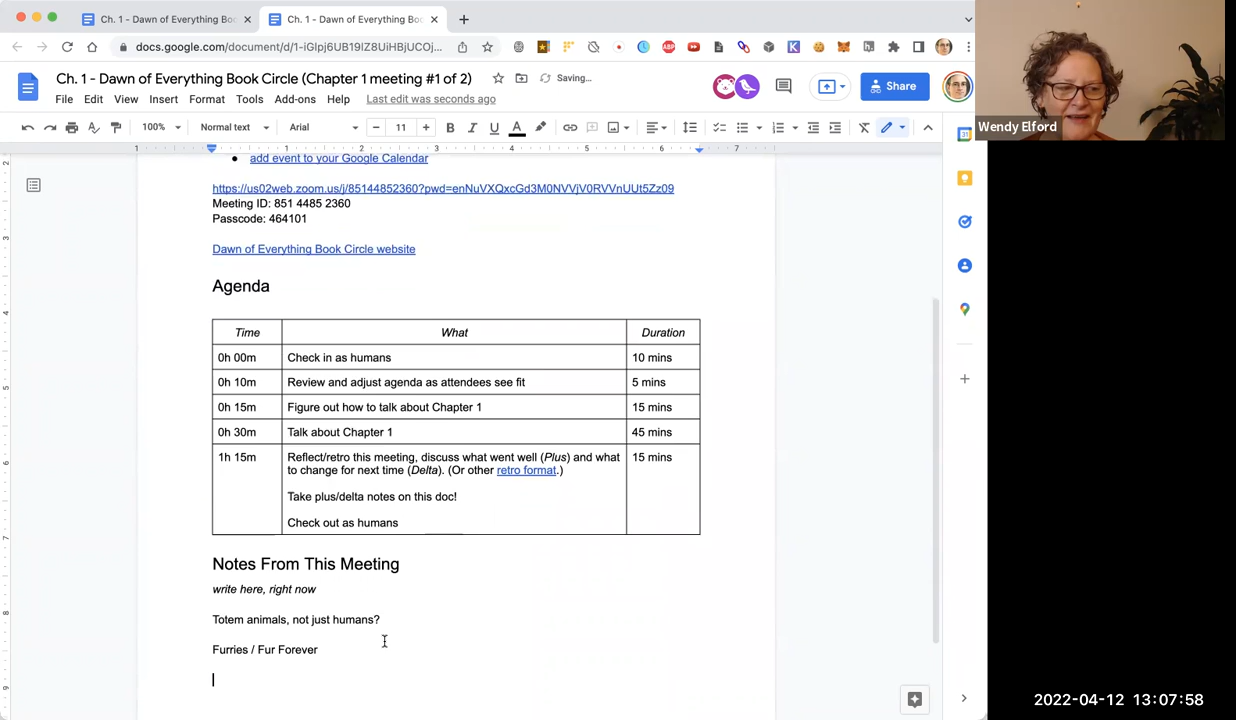 Ch. 1 - Dawn of Everything Bo
Ch. 1 - Dawn of Everything Bo
docs.google.com/document/d/1-iGlpj6UB19lZ8UiHBjUCOj...
Ch. 1 - Dawn of Everything Book Circle (Chapter 1 meeting #1 of 2)
Saving...
File Edit View Insert Format Tools Add-ons Help Last edit was seconds ago
Share
Wendy Elford
100% Normal text Arial 11
1 1 2 3 4 5 6 7
add event to your Google Calendar
https://us02web.zoom.us/j/85144852360?pwd=enNuVXQxcGd3M0NVVjV0RVVnUUt5Zz09
Meeting ID: 851 4485 2360
Passcode: 464101
Dawn of Everything Book Circle website
Agenda
Time What Duration
0h 00m Check in as humans 10 mins
0h 10m Review and adjust agenda as attendees see fit 5 mins
0h 15m Figure out how to talk about Chapter 1 15 mins
0h 30m Talk about Chapter 1 45 mins
1h 15m Reflect/retro this meeting, discuss what went well (Plus) and what 15 mins
to change for next time (Delta). (Or other retro format.)
Take plus/delta notes on this doc!
Check out as humans
Notes From This Meeting
write here, right now
Totem animals, not just humans?
Furries / Fur Forever
2022-04-12 13:07:58